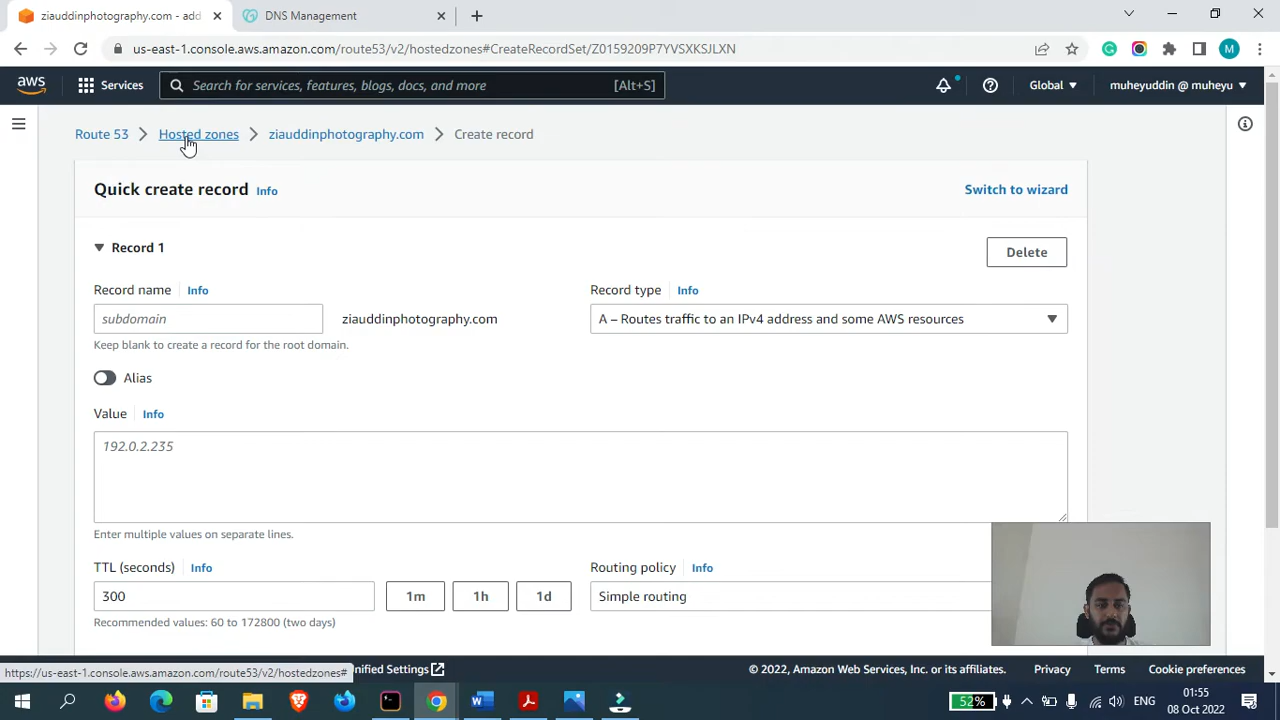 ziauddinphotography.com - add
DNS Management
us-east-1.console.aws.amazon.com/route53/v2/hostedzones#CreateRecordSet/Z0159209P7YVSXKSJLXN
M
aws
Services
Search for services, features, blogs, docs, and more
[Alt+S]
Global
muheyuddin @ muheyu
Route 53
Hosted zones
ziauddinphotography.com
Create record
Quick create record
Info
Switch to wizard
Record 1
Delete
Record name
Info
Record type
Info
subdomain
ziauddinphotography.com
A – Routes traffic to an IPv4 address and some AWS resources
Keep blank to create a record for the root domain.
Alias
Value
Info
192.0.2.235
Enter multiple values on separate lines.
TTL (seconds)
Info
Routing policy
Info
300
1m
1h
1d
Simple routing
Recommended values: 60 to 172800 (two days)
https://us-east-1.console.aws.amazon.com/route53/v2/hostedzones#
nified Settings
© 2022, Amazon Web Services, Inc. or its affiliates.
Privacy
Terms
Cookie preferences
52%
ENG
01:55
08 Oct 2022